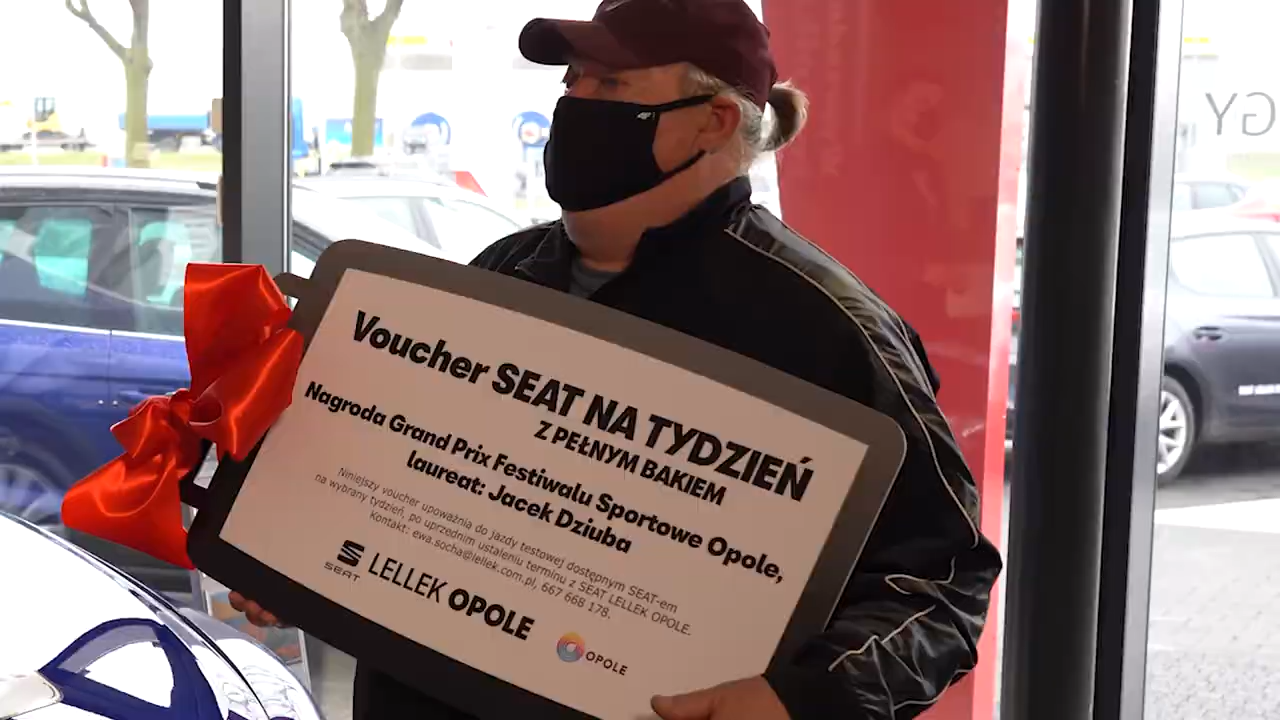 Voucher SEAT NA TYDZIEŃ
Z PEŁNYM BAKIEM
Nagroda Grand Prix Festiwalu Sportowe Opole,
laureat: Jacek Dziuba
Niniejszy voucher upoważnia do jazdy testowej dostępnym SEAT-em
na wybrany tydzień, po uprzednim ustaleniu terminu z SEAT LELLEK OPOLE.
Kontakt: ewa.socha@lellek.com.pl, 667 668 178.
SEAT
LELLEK OPOLE
OPOLE
4F
GY